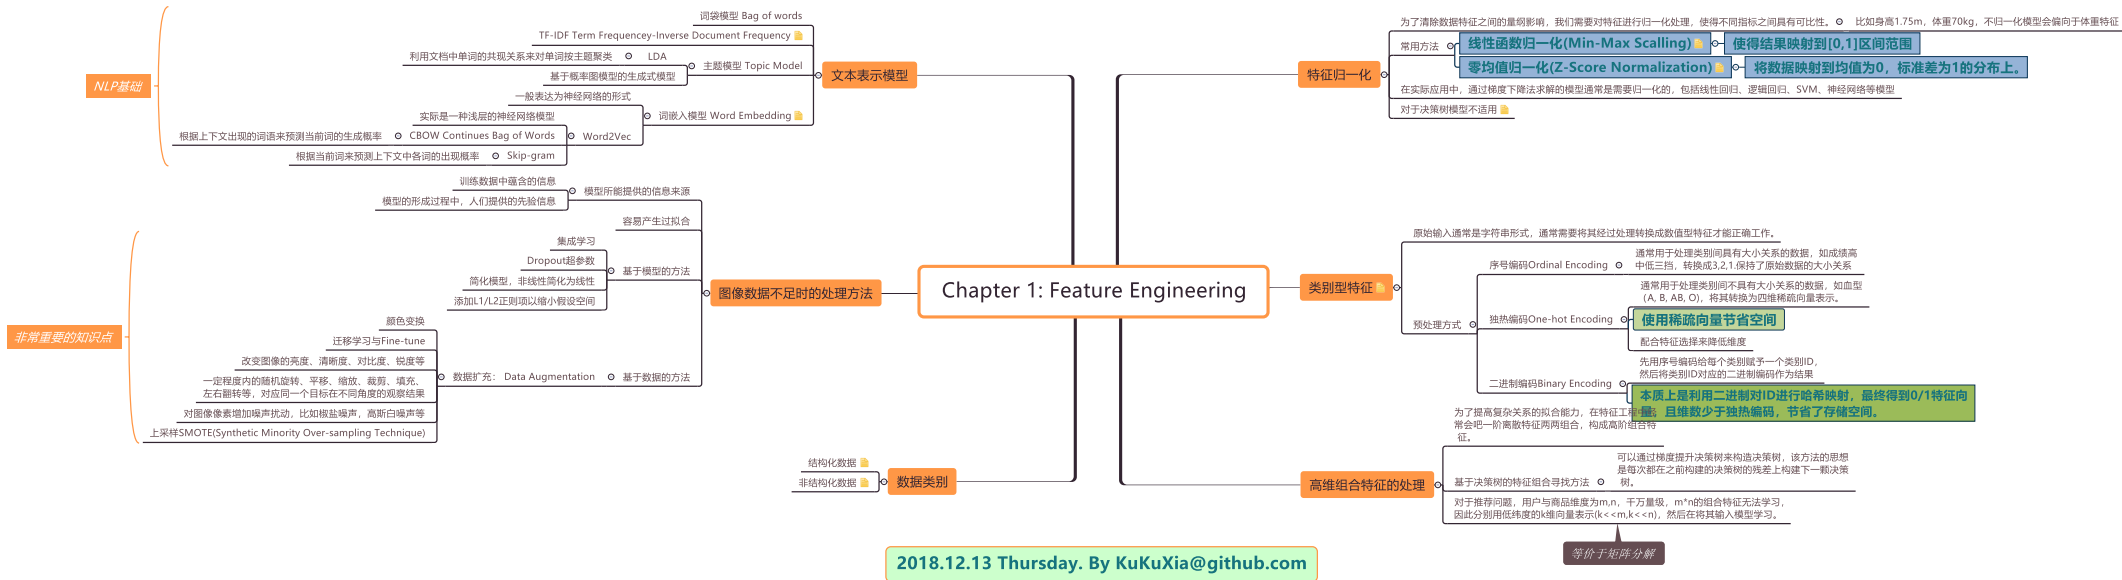 Chapter 1: Feature Engineering
特征归一化
为了清除数据特征之间的量纲影响，我们需要对特征进行归一化处理，使得不同指标之间具有可比性。
比如身高1.75m，体重70kg，不归一化模型会偏向于体重特征
常用方法
线性函数归一化(Min-Max Scalling)
使得结果映射到[0,1]区间范围
零均值归一化(Z-Score Normalization)
将数据映射到均值为0，标准差为1的分布上。
在实际应用中，通过梯度下降法求解的模型通常是需要归一化的，包括线性回归、逻辑回归、SVM，神经网络等模型
对于决策树模型不适用
类别型特征
原始输入通常是字符串形式，通常需要将其经过处理转换成数值型特征才能正确工作。
预处理方式
序号编码Ordinal Encoding
通常用于处理类别间具有大小关系的数据，如成绩高
中低三挡，转换成3,2,1.保持了原始数据的大小关系
独热编码One-hot Encoding
通常用于处理类别间不具有大小关系的数据，如血型
(A, B, AB, O)，将其转换为四维稀疏向量表示。
使用稀疏向量节省空间
配合特征选择来降低维度
二进制编码Binary Encoding
先用序号编码给每个类别赋予一个类别ID，
然后将类别ID对应的二进制编码作为结果
本质上是利用二进制对ID进行哈希映射，最终得到0/1特征向
量，且维数少于独热编码，节省了存储空间。
高维组合特征的处理
为了提高复杂关系的拟合能力，在特征工程中
常会吧一阶离散特征两两组合，构成高阶组合特
征。
基于决策树的特征组合寻找方法
可以通过梯度提升决策树来构造决策树，该方法的思想
是每次都在之前构建的决策树的残差上构建下一颗决策
树。
对于推荐问题，用户与商品维度为m,n，千万量级，m*n的组合特征无法学习，
因此分别用低纬度的k维向量表示(k<<m,k<<n)，然后在将其输入模型学习。
等价于矩阵分解
NLP基础
文本表示模型
词袋模型 Bag of words
TF-IDF Term Frequencey-Inverse Document Frequency
主题模型 Topic Model
LDA
利用文档中单词的共现关系来对单词按主题聚类
基于概率图模型的生成式模型
词嵌入模型 Word Embedding
一般表达为神经网络的形式
Word2Vec
实际是一种浅层的神经网络模型
CBOW Continues Bag of Words
根据上下文出现的词语来预测当前词的生成概率
Skip-gram
根据当前词来预测上下文中各词的出现概率
非常重要的知识点
图像数据不足时的处理方法
模型所能提供的信息来源
训练数据中蕴含的信息
模型的形成过程中，人们提供的先验信息
容易产生过拟合
基于模型的方法
集成学习
Dropout超参数
简化模型，非线性简化为线性
添加L1/L2正则项以缩小假设空间
基于数据的方法
数据扩充： Data Augmentation
颜色变换
迁移学习与Fine-tune
改变图像的亮度、清晰度、对比度、锐度等
一定程度内的随机旋转、平移、缩放、裁剪、填充、
左右翻转等，对应同一个目标在不同角度的观察结果
对图像像素增加噪声扰动，比如椒盐噪声，高斯白噪声等
上采样SMOTE(Synthetic Minority Over-sampling Technique)
数据类别
结构化数据
非结构化数据
2018.12.13 Thursday. By KuKuXia@github.com